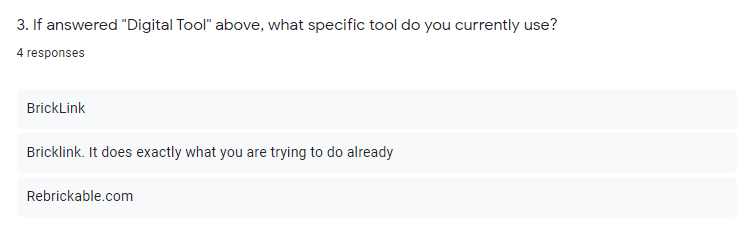 3. If answered "Digital Tool" above, what specific tool do you currently use?
4 responses
BrickLink
Bricklink. It does exactly what you are trying to do already
Rebrickable.com